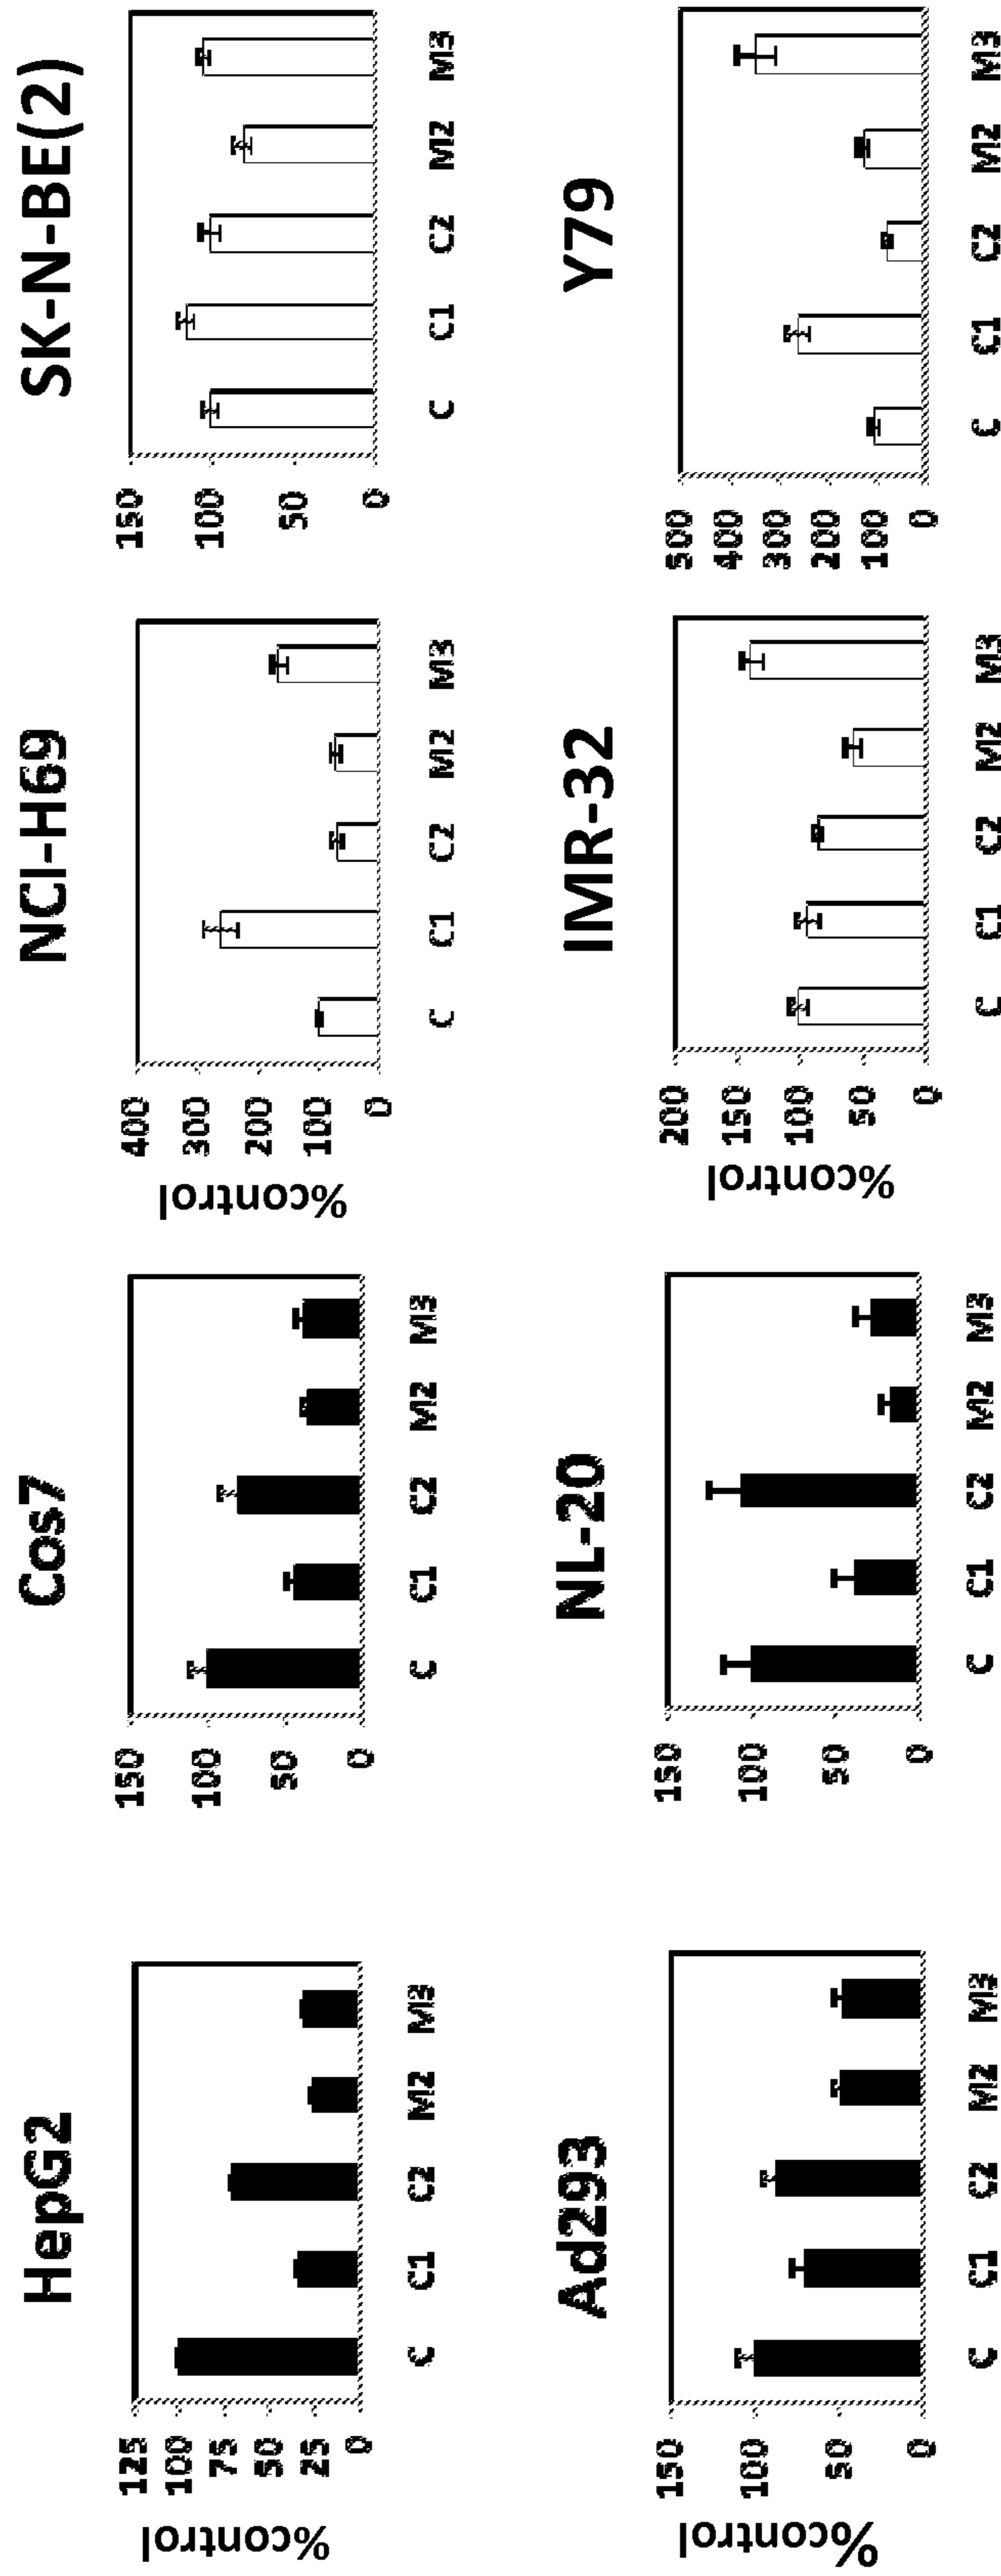 HepG2
%control
125
100
75
50
25
0
C C1 C2 M2 M3
Cos7
150
100
50
0
C C1 C2 M2 M3
NCI-H69
%control
400
300
200
100
0
C C1 C2 M2 M3
SK-N-BE(2)
150
100
50
0
C C1 C2 M2 M3
Ad293
%control
150
100
50
0
C C1 C2 M2 M3
NL-20
150
100
50
0
C C1 C2 M2 M3
IMR-32
%control
200
150
100
50
0
C C1 C2 M2 M3
Y79
500
400
300
200
100
0
C C1 C2 M2 M3